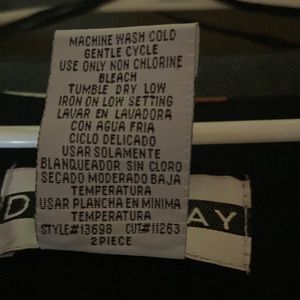 MACHINE WASH COLD
GENTLE CYCLE
USE ONLY NON CHLORINE
BLEACH
TUMBLE DRY LOW
IRON ON LOW SETTING
LAVAR EN LAVADORA
CON AGUA FRIA
CICLO DELICADO
USAR SOLAMENTE
BLANQUEADOR SIN CLORO
SECADO MODERADO BAJA
TEMPERATURA
USAR PLANCHA EN MINIMA
TEMPERATURA
STYLE#13698 CUT#11263
2 PIECE